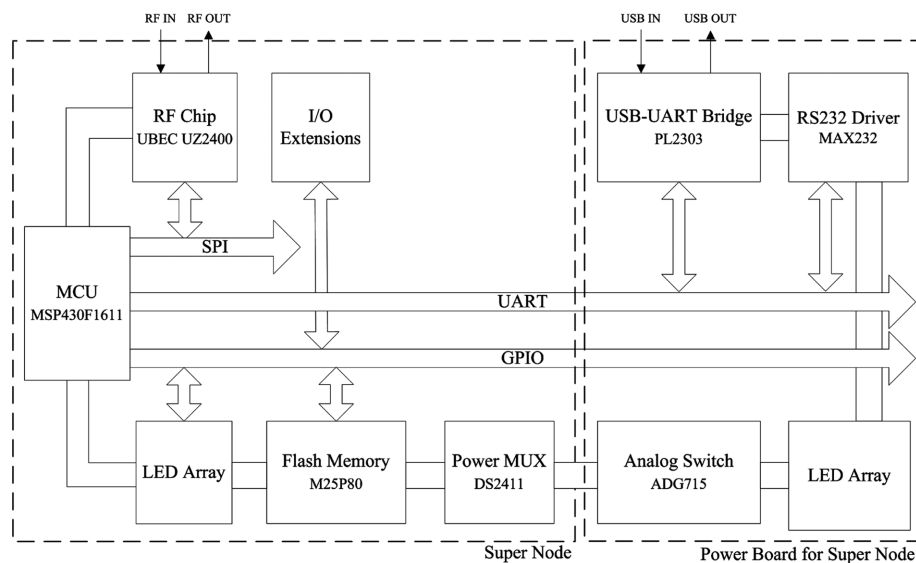 RF IN
RF OUT
USB IN
USB OUT
RF Chip
UBEC UZ2400
I/O
Extensions
USB-UART Bridge
PL2303
RS232 Driver
MAX232
SPI
MCU
MSP430F1611
UART
GPIO
LED Array
Flash Memory
M25P80
Power MUX
DS2411
Analog Switch
ADG715
LED Array
Super Node
Power Board for Super Node